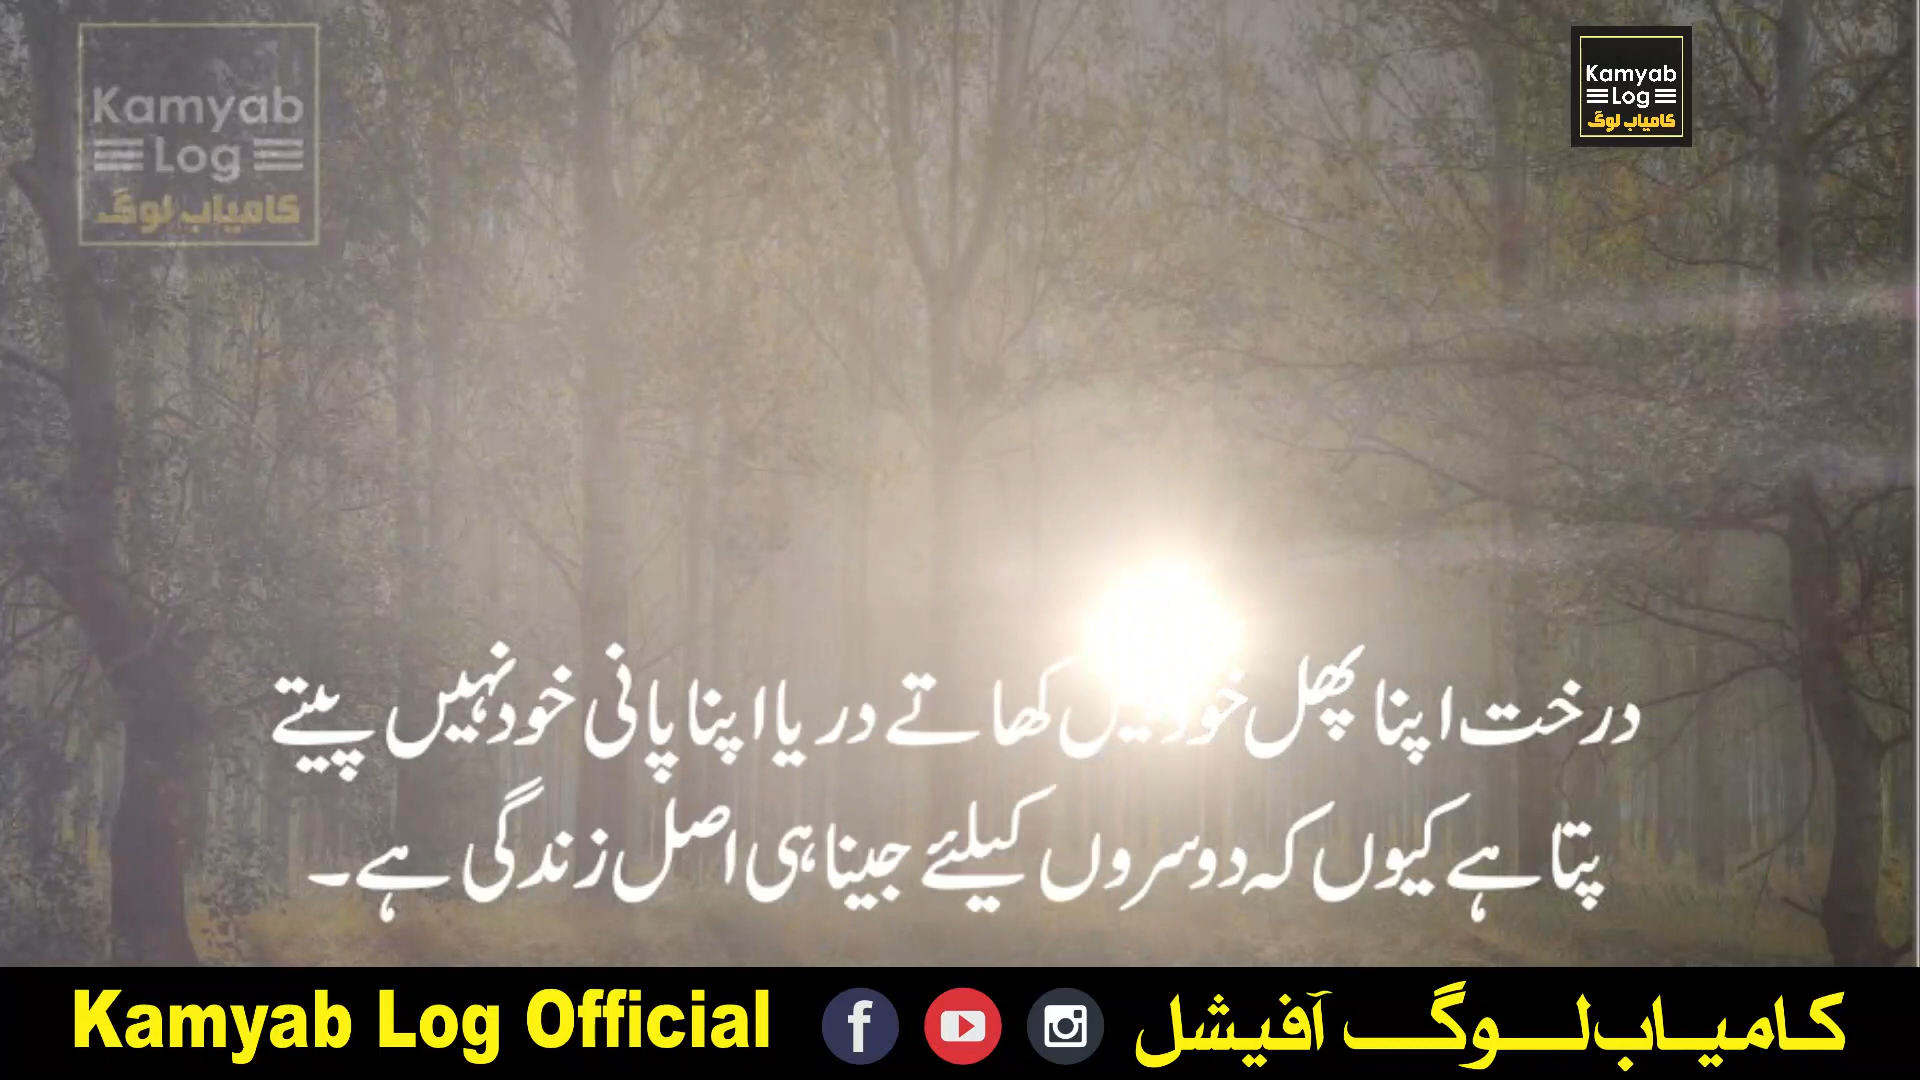 Kamyab
Log
کامیاب لوگ
Kamyab
Log
کامیاب لوگ
درخت اپنا پھل خود نہیں کھاتے دریا اپنا پانی خود نہیں پیتے
پتا ہے کیوں کہ دوسروں کیلئے جینا ہی اصل زندگی ہے۔
Kamyab Log Official
کامیاب لوگ آفیشل